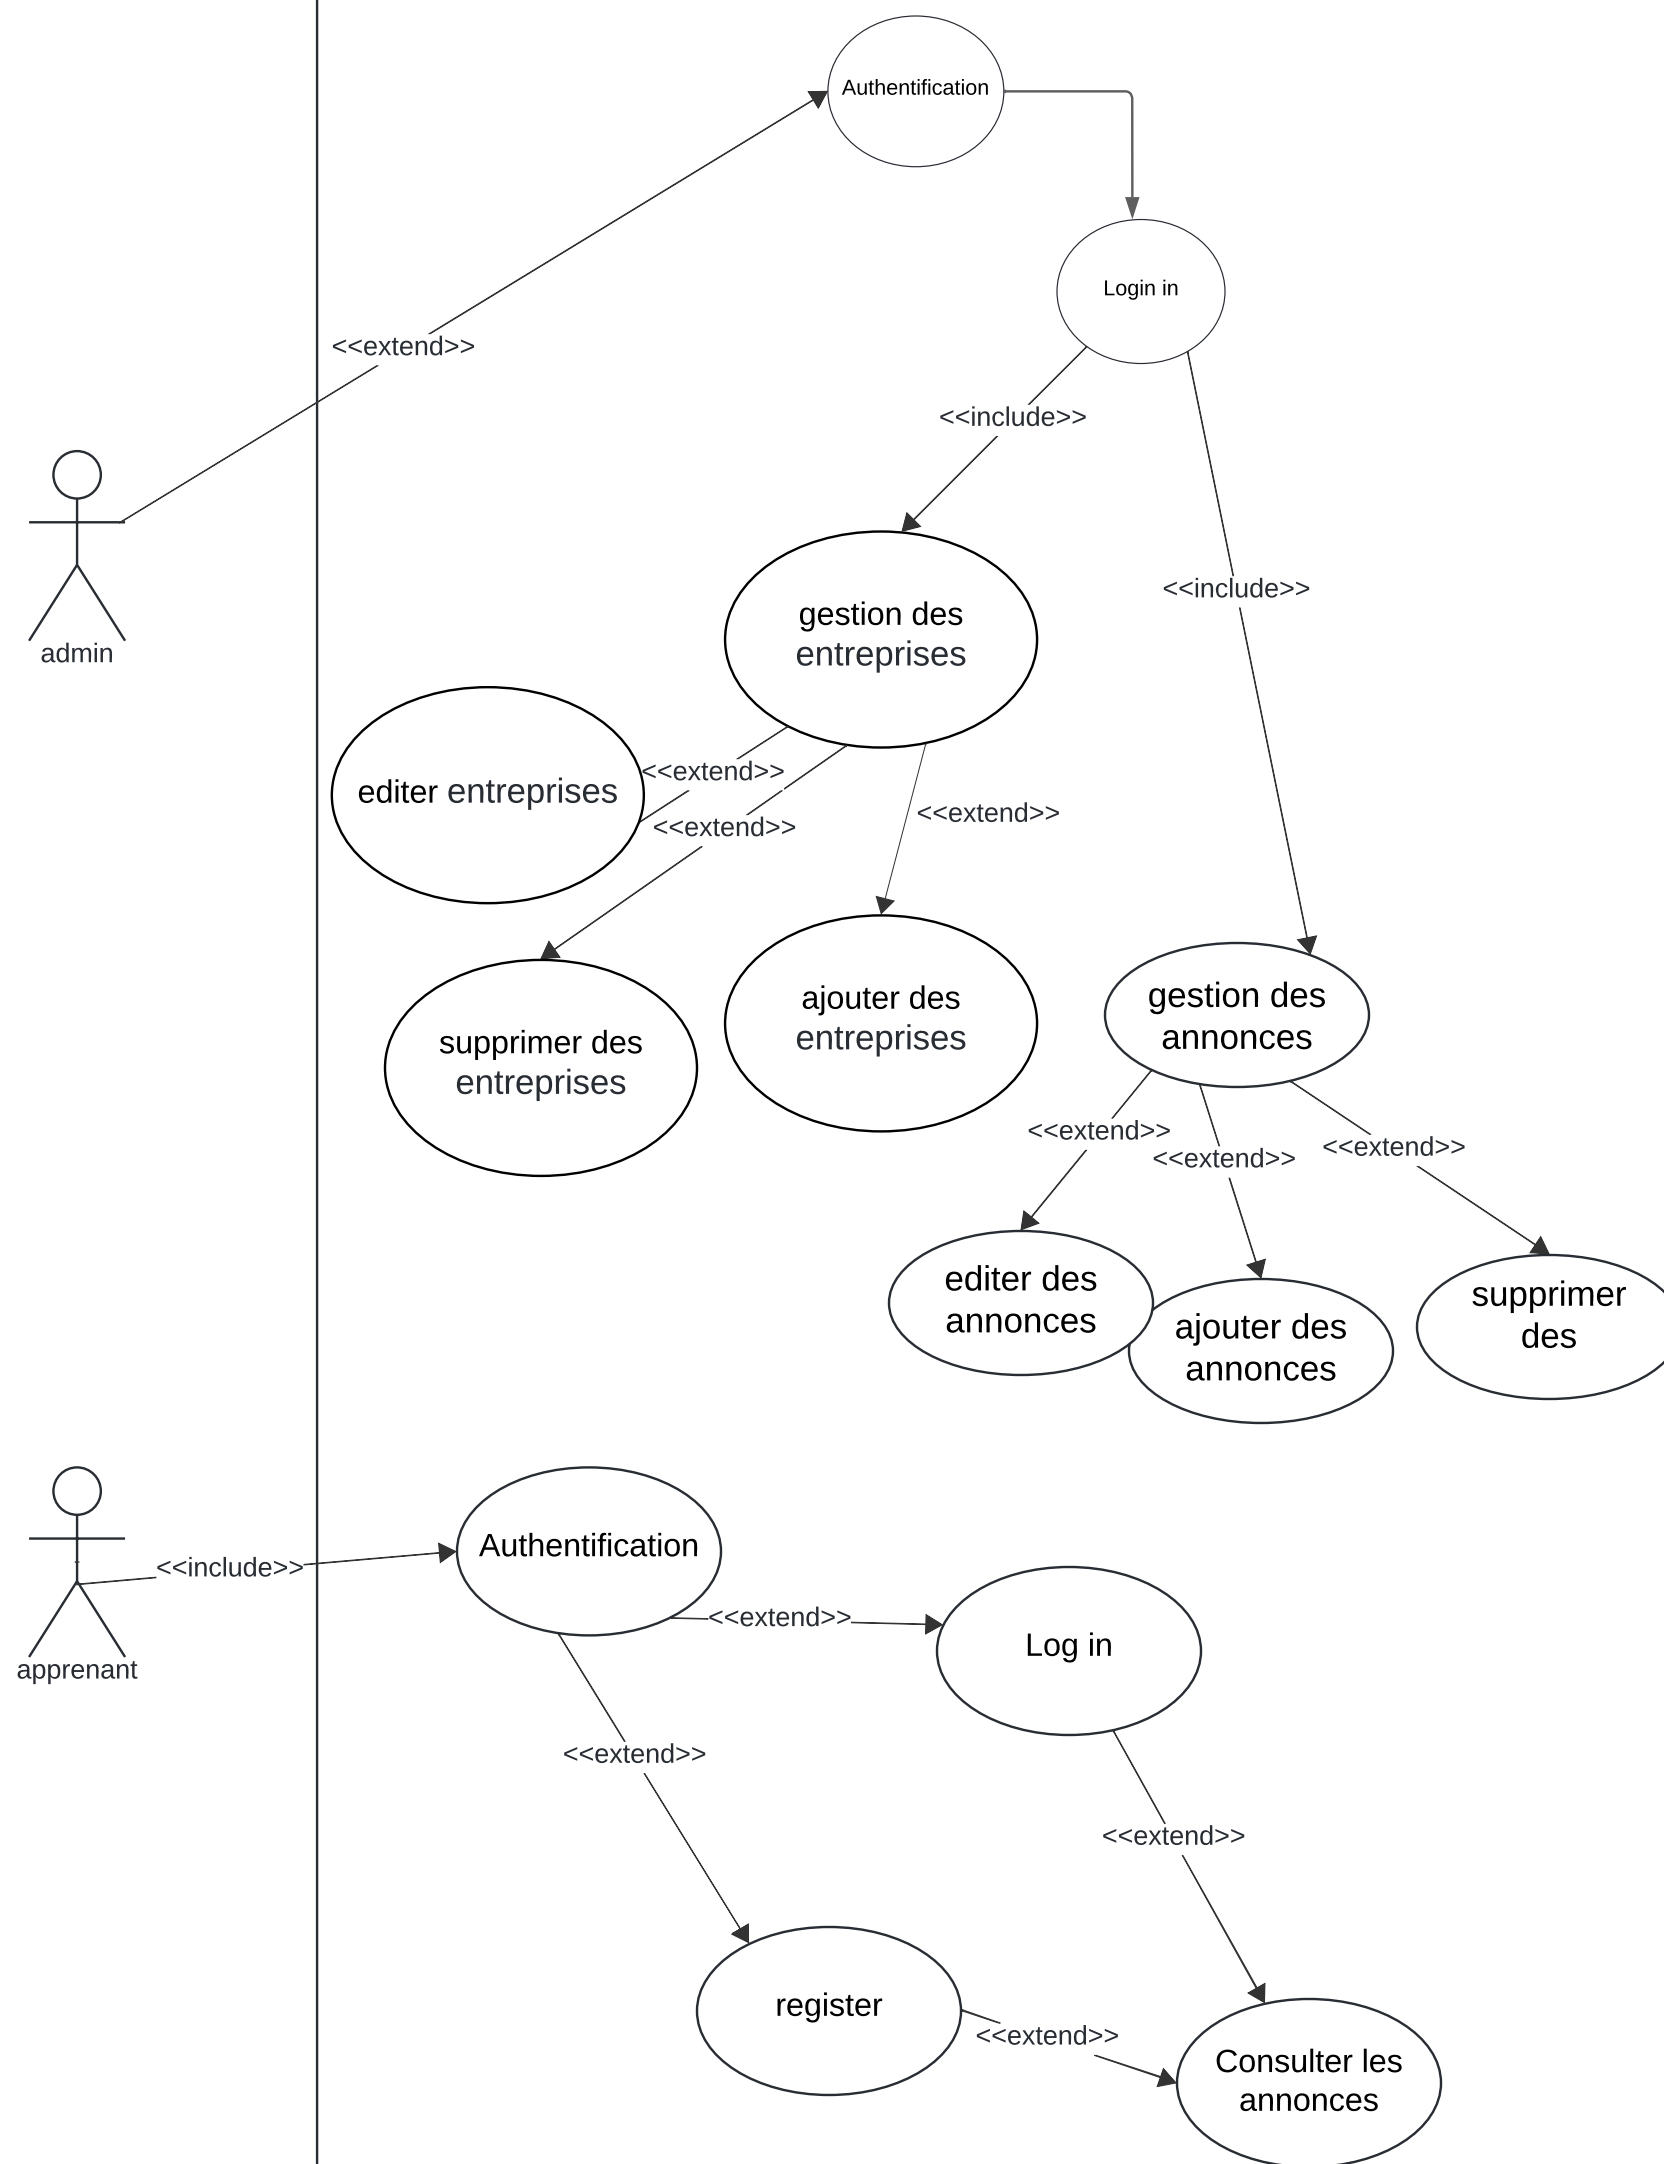 Authentification
Login in
<<extend>>
<<include>>
<<include>>
admin
gestion des
entreprises
editer entreprises
<<extend>>
<<extend>>
<<extend>>
supprimer des
entreprises
ajouter des
entreprises
gestion des
annonces
<<extend>>
<<extend>>
<<extend>>
editer des
annonces
ajouter des
annonces
supprimer
des
apprenant
<<include>>
Authentification
<<extend>>
Log in
<<extend>>
<<extend>>
register
<<extend>>
Consulter les
annonces